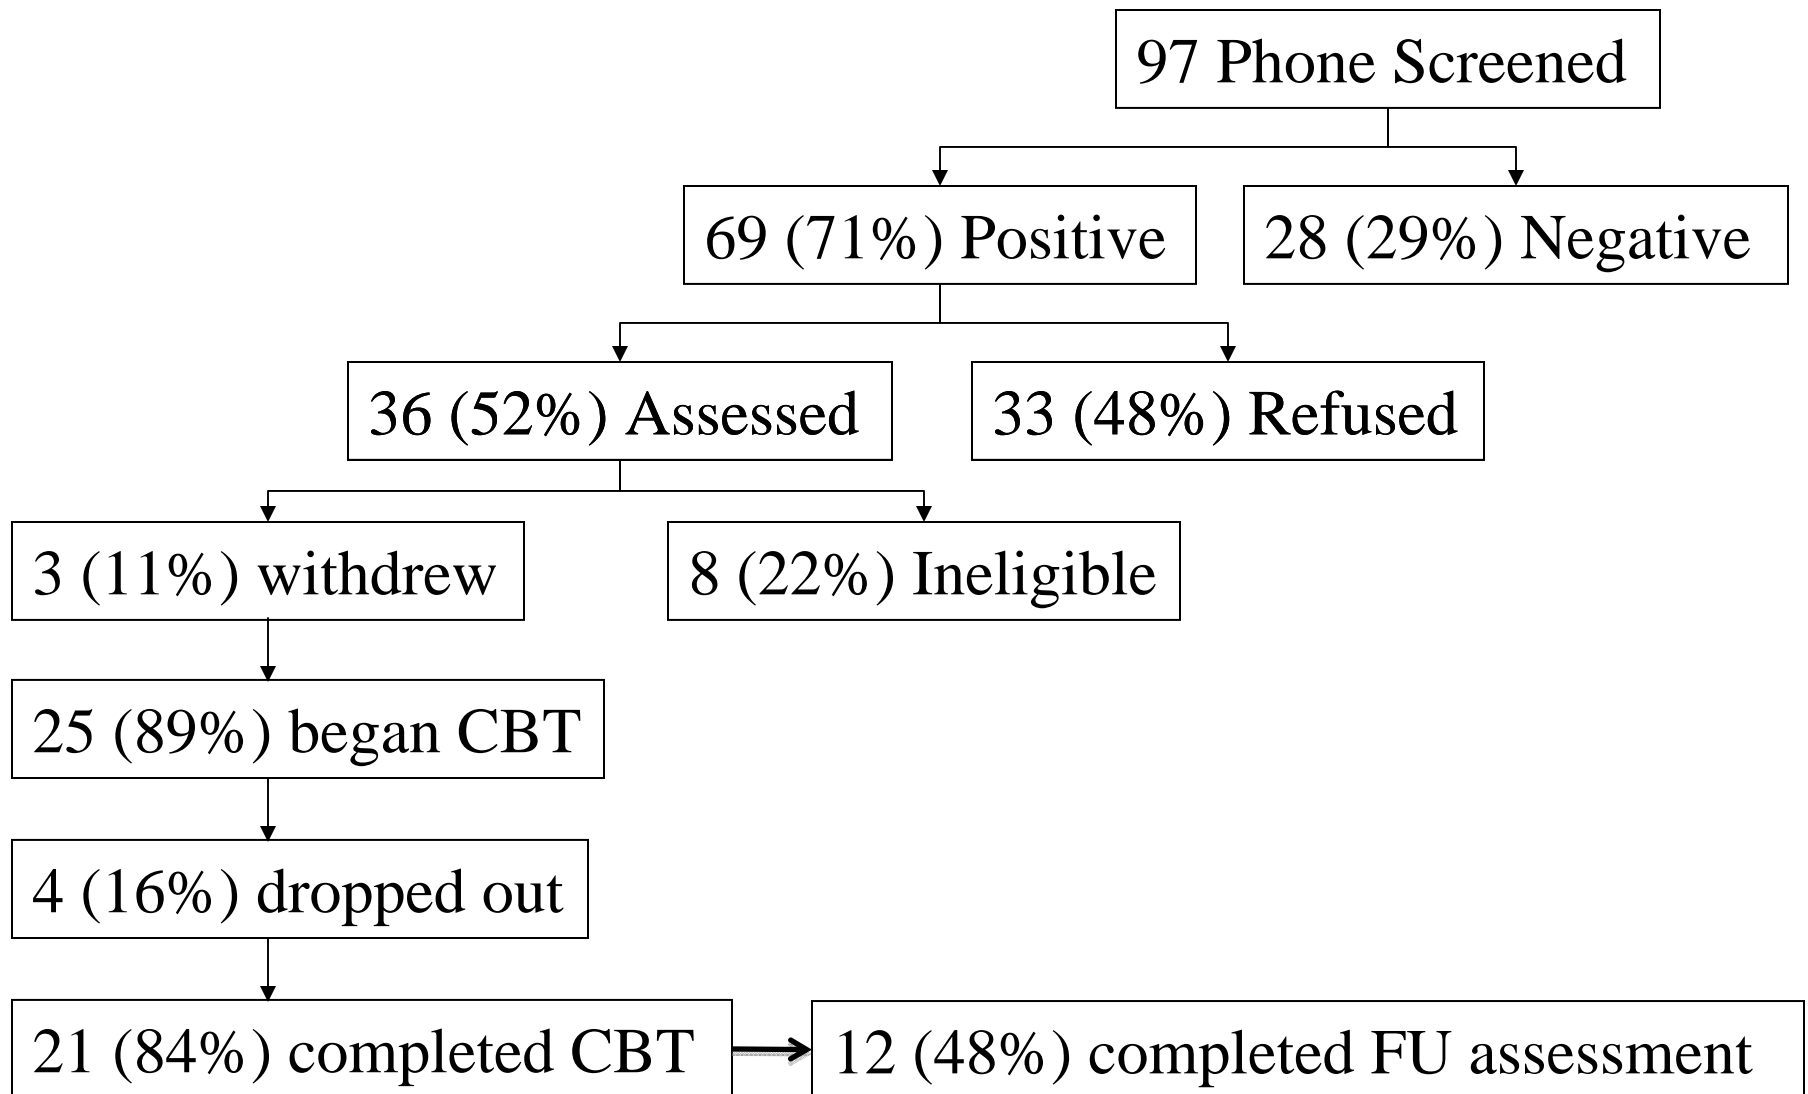 97 Phone Screened
69 (71%) Positive
28 (29%) Negative
36 (52%) Assessed
33 (48%) Refused
3 (11%) withdrew
8 (22%) Ineligible
25 (89%) began CBT
4 (16%) dropped out
21 (84%) completed CBT
12 (48%) completed FU assessment